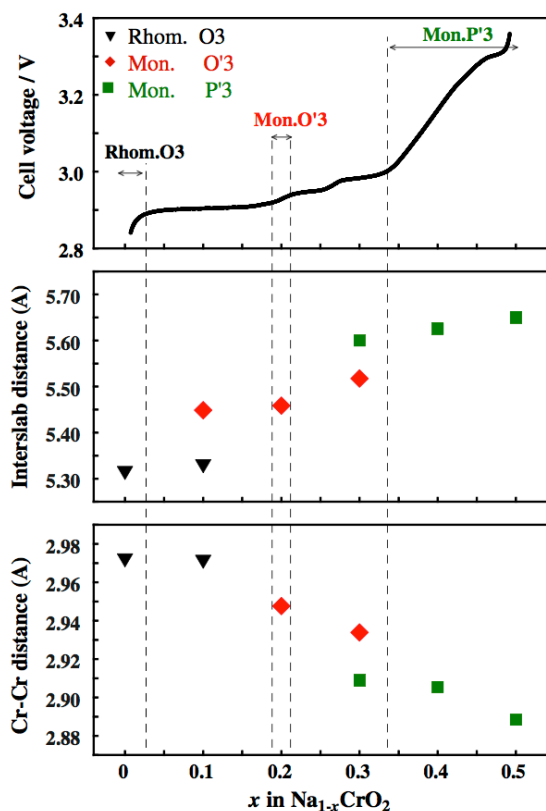 3.4
3.2
3.0
2.8
Cell voltage / V
Rhom. O3
Mon. O'3
Mon. P'3
Mon.P'3
Mon.O'3
Rhom.O3
5.70
5.60
5.50
5.40
5.30
Interslab distance (A)
2.98
2.96
2.94
2.92
2.90
2.88
Cr-Cr distance (A)
0 0.1 0.2 0.3 0.4 0.5
x in Na1-xCrO2